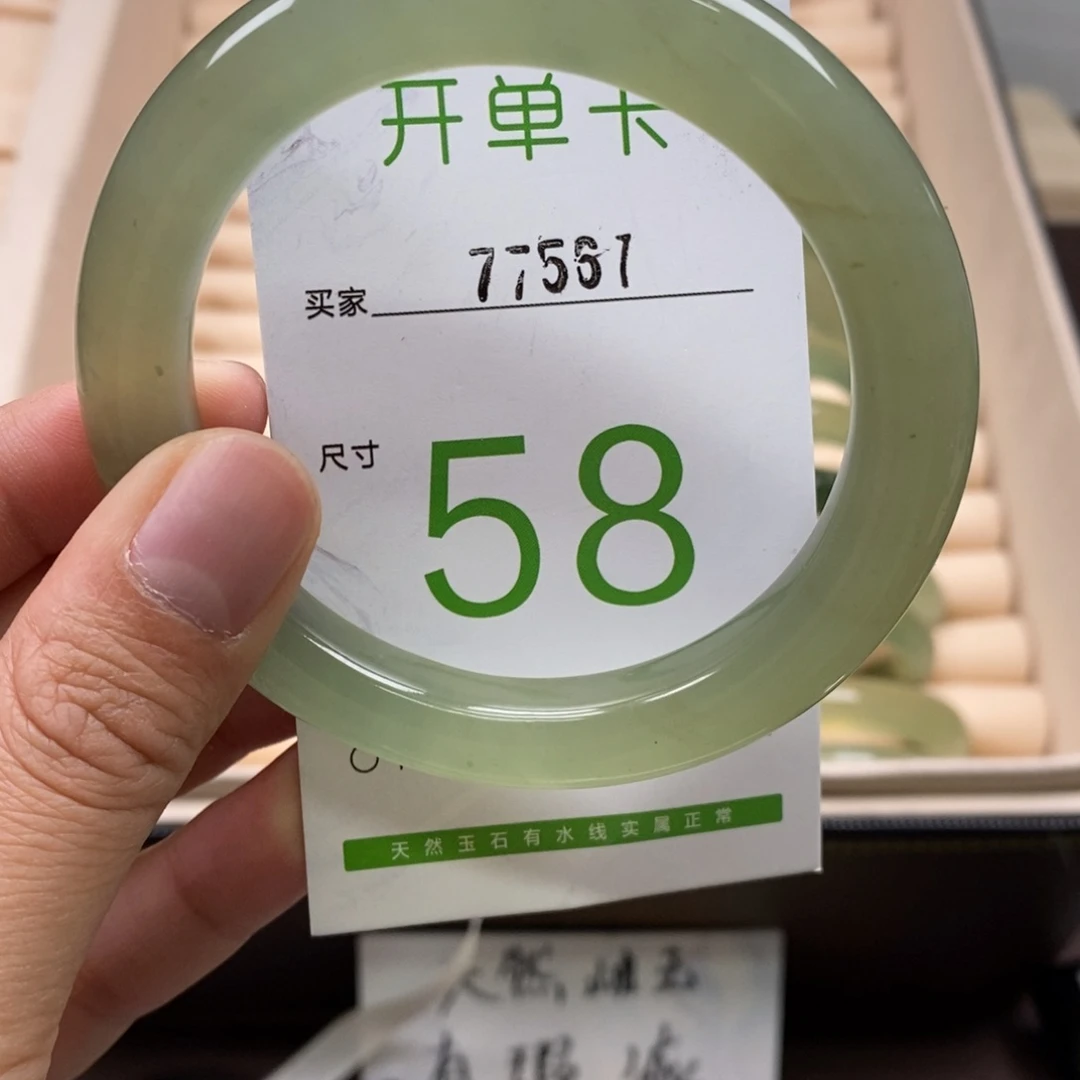 开单卡
买家 77561
尺寸 58
天然玉石有水线实属正常